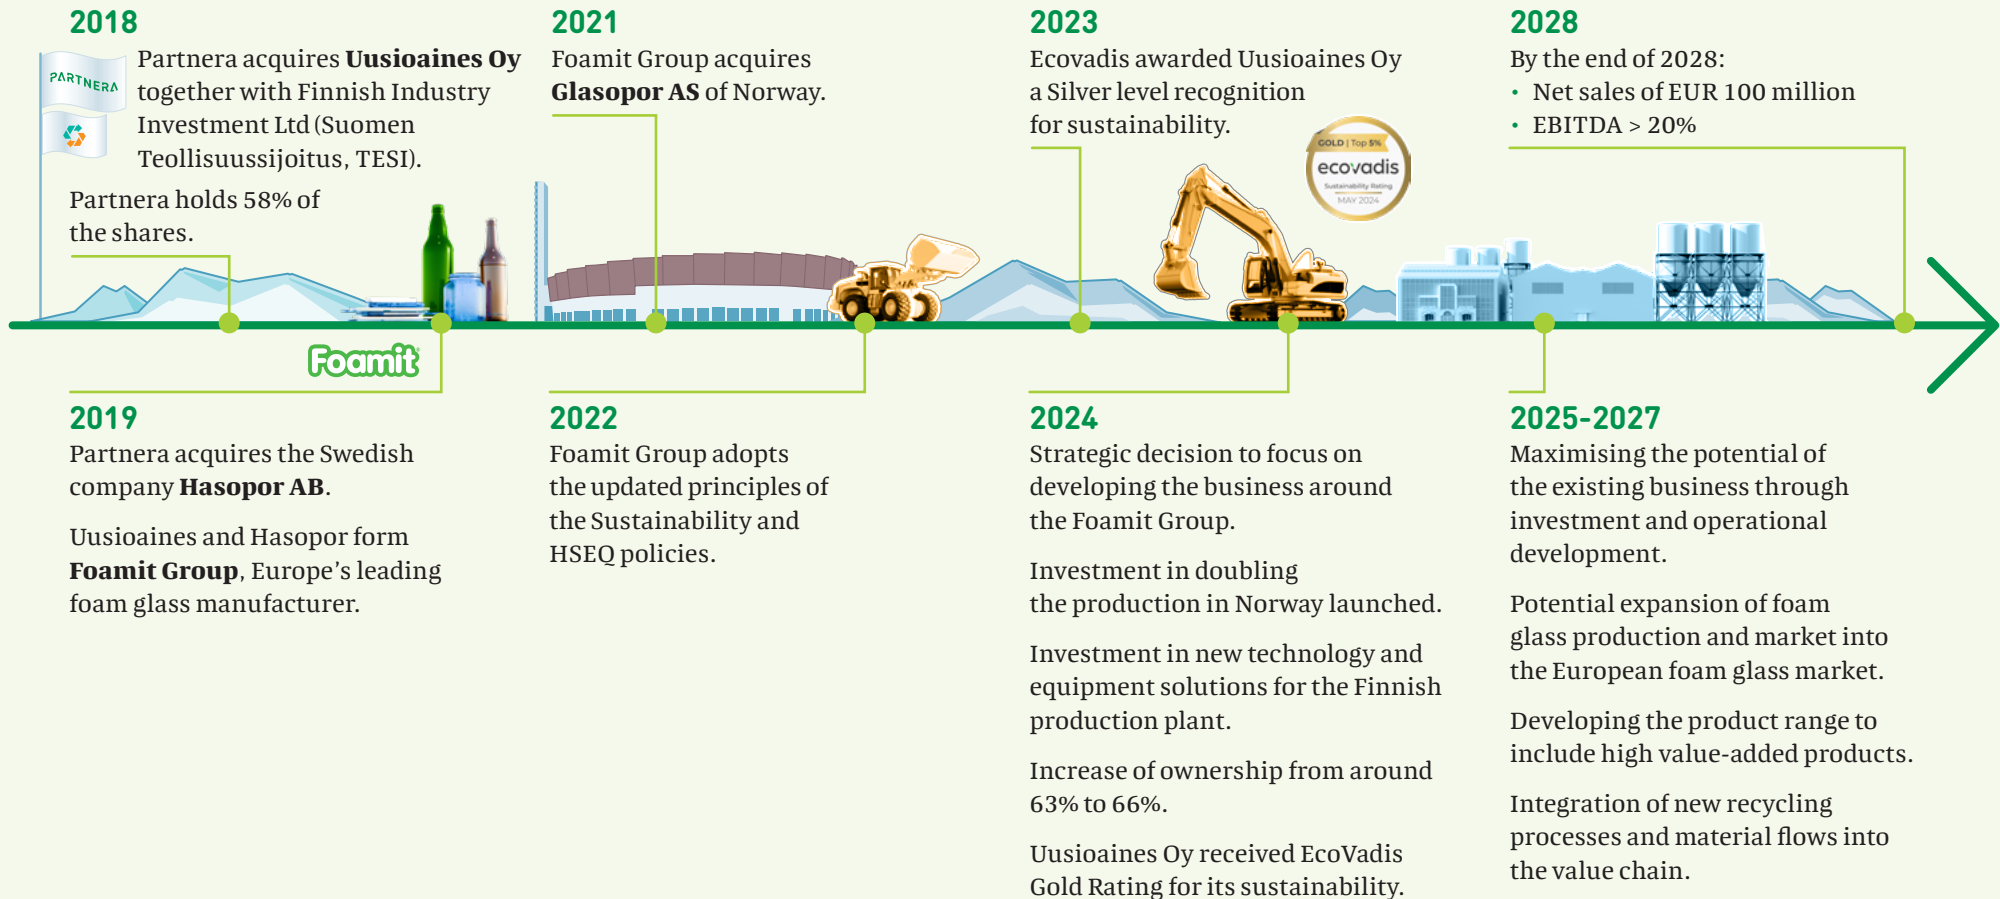 2018
PARTNERA
Partnera acquires Uusioaines Oy
together with Finnish Industry
Investment Ltd (Suomen
Teollisuussijoitus, TESI).
Partnera holds 58% of
the shares.
2021
Foamit Group acquires
Glasopor AS of Norway.
2023
Ecovadis awarded Uusioaines Oy
a Silver level recognition
for sustainability.
GOLD | Top 5%
ecovadis
Sustainability Rating
MAY 2024
2028
By the end of 2028:
• Net sales of EUR 100 million
• EBITDA > 20%
Foamit
2019
Partnera acquires the Swedish
company Hasopor AB.
Uusioaines and Hasopor form
Foamit Group, Europe’s leading
foam glass manufacturer.
2022
Foamit Group adopts
the updated principles of
the Sustainability and
HSEQ policies.
2024
Strategic decision to focus on
developing the business around
the Foamit Group.
Investment in doubling
the production in Norway launched.
Investment in new technology and
equipment solutions for the Finnish
production plant.
Increase of ownership from around
63% to 66%.
Uusioaines Oy received EcoVadis
Gold Rating for its sustainability.
2025-2027
Maximising the potential of
the existing business through
investment and operational
development.
Potential expansion of foam
glass production and market into
the European foam glass market.
Developing the product range to
include high value-added products.
Integration of new recycling
processes and material flows into
the value chain.